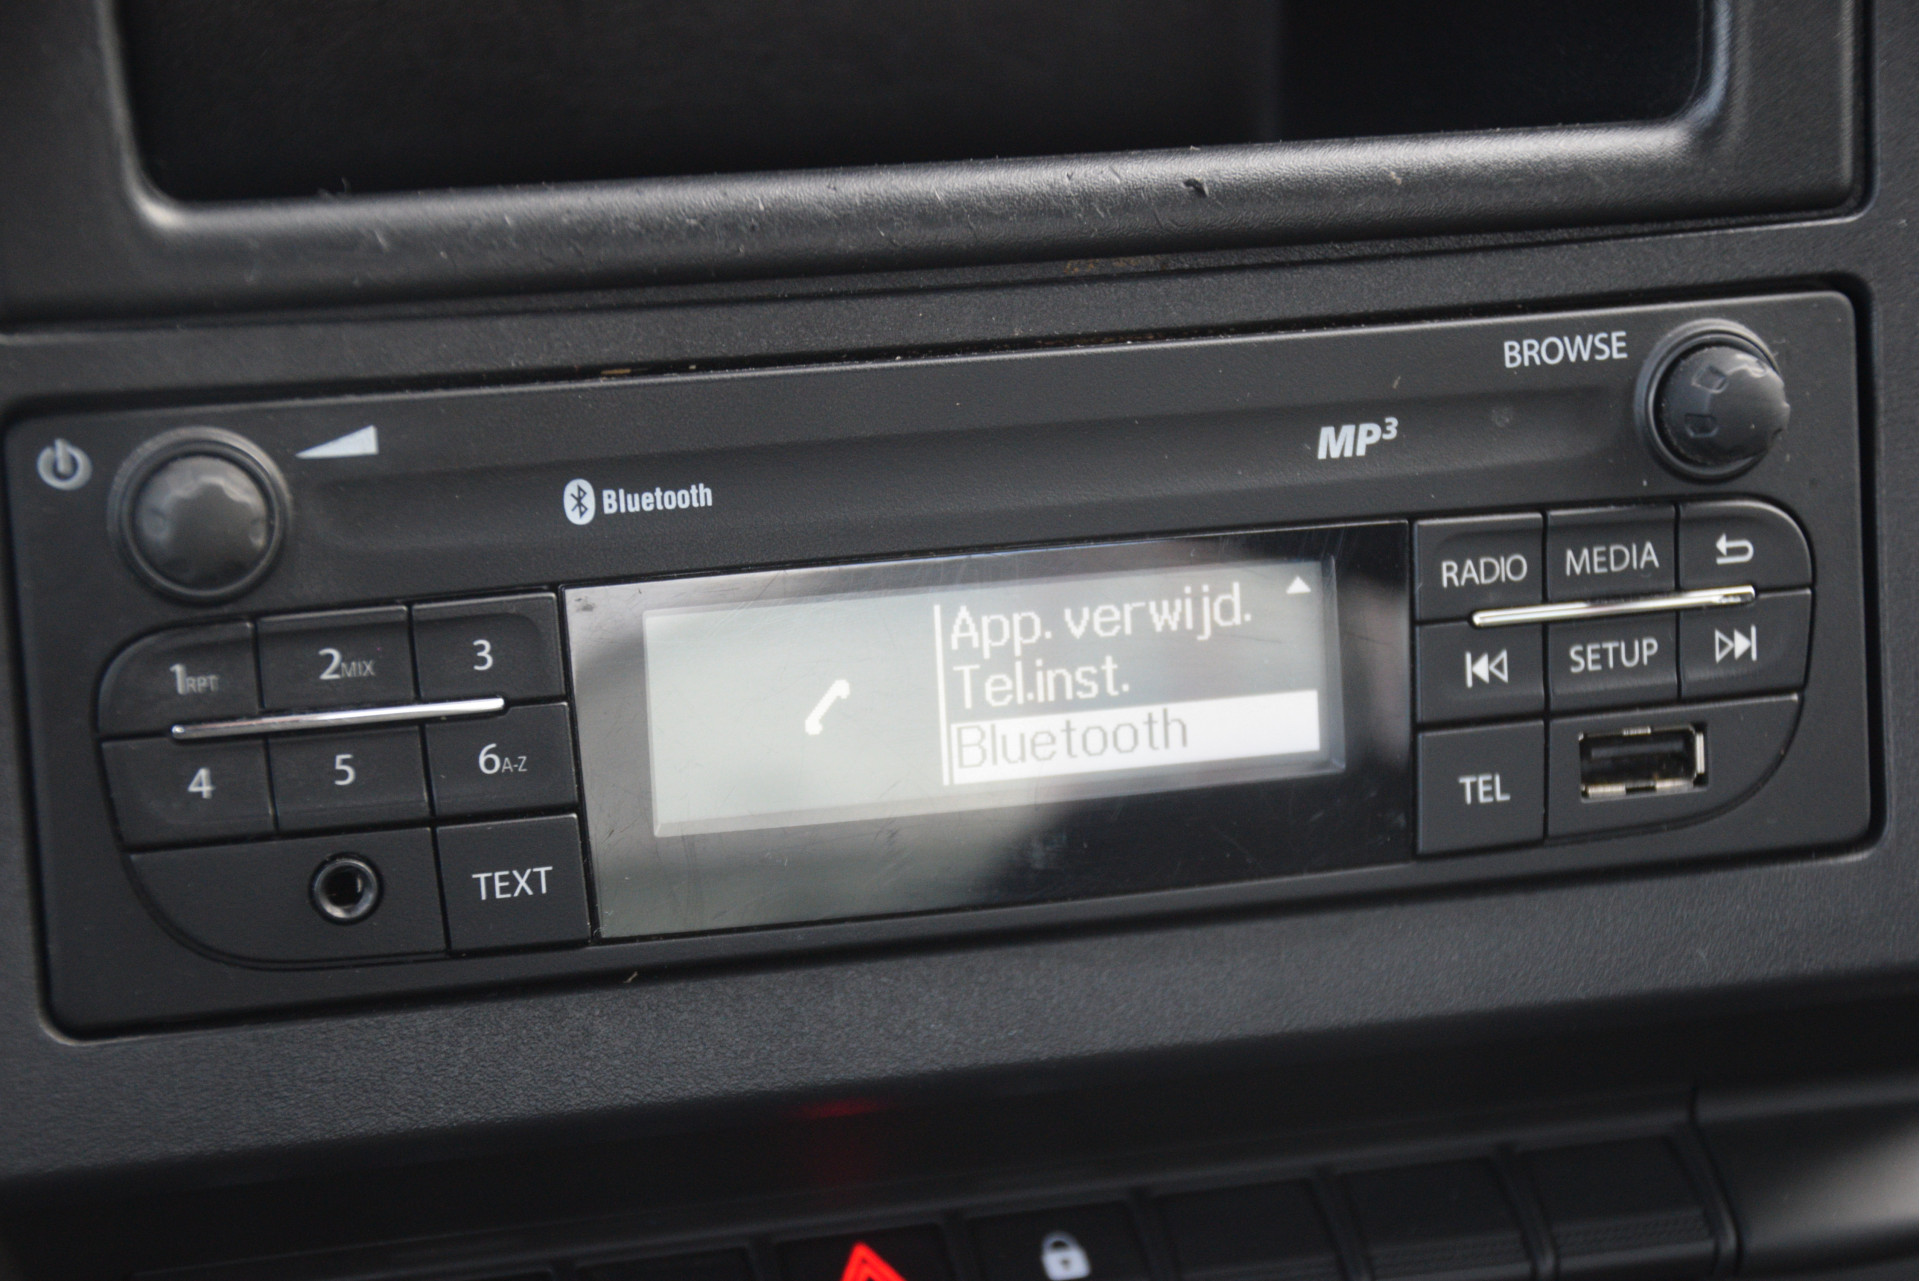 BROWSE
MP3
Bluetooth
1RPT
2MIX
3
4
5
6A-Z
TEXT
App. verwijd.
Tel.inst.
Bluetooth
RADIO
MEDIA
SETUP
TEL